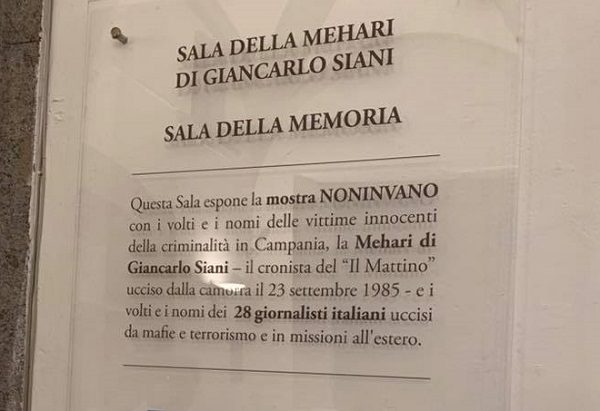 SALA DELLA MEHARI
DI GIANCARLO SIANI
SALA DELLA MEMORIA
Questa Sala espone la mostra NONINVANO
con i volti e i nomi delle vittime innocenti
della criminalità in Campania, la Mehari di
Giancarlo Siani – il cronista del “Il Mattino”
ucciso dalla camorra il 23 settembre 1985 - e i
volti e i nomi dei 28 giornalisti italiani uccisi
da mafie e terrorismo e in missioni all'estero.